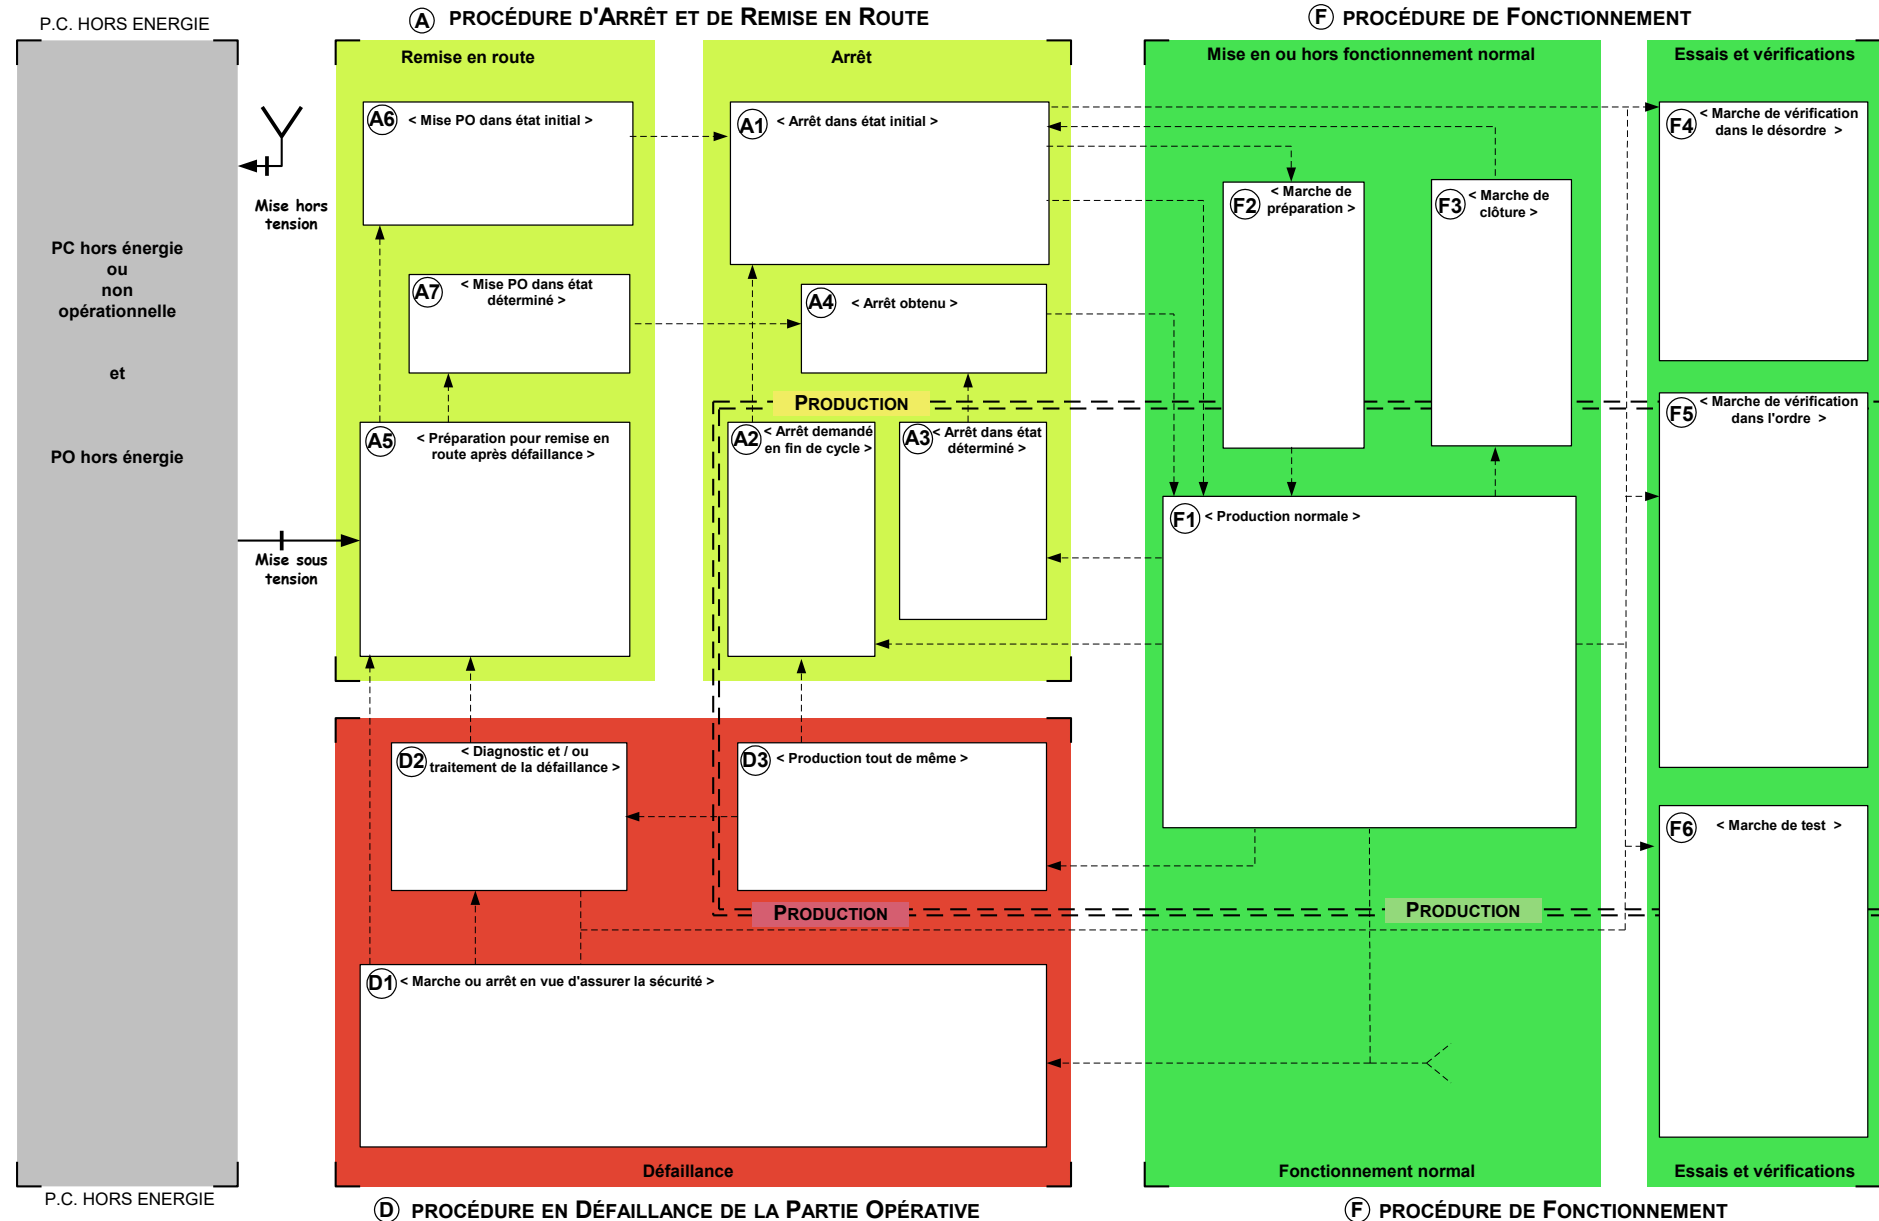 Ⓐ PROCÉDURE D'ARRÊT ET DE REMISE EN ROUTE
Ⓕ PROCÉDURE DE FONCTIONNEMENT
P.C. HORS ENERGIE
Remise en route
Arrêt
Mise en ou hors fonctionnement normal
Essais et vérifications
Mise hors
tension
PC hors énergie
ou
non
opérationnelle
et
PO hors énergie
Mise sous
tension
A6 < Mise PO dans état initial >
A1 < Arrêt dans état initial >
F4 < Marche de vérification
dans le désordre >
F2 < Marche de
préparation >
F3 < Marche de
clôture >
A7 < Mise PO dans état
déterminé >
A4 < Arrêt obtenu >
PRODUCTION
A5 < Préparation pour remise en
route après défaillance >
A2 < Arrêt demandé
en fin de cycle >
A3 < Arrêt dans état
déterminé >
F5 < Marche de vérification
dans l'ordre >
F1 < Production normale >
D2 < Diagnostic et / ou
traitement de la défaillance >
D3 < Production tout de même >
F6 < Marche de test >
PRODUCTION
PRODUCTION
D1 < Marche ou arrêt en vue d'assurer la sécurité >
Défaillance
Fonctionnement normal
Essais et vérifications
P.C. HORS ENERGIE
Ⓓ PROCÉDURE EN DÉFAILLANCE DE LA PARTIE OPÉRATIVE
Ⓕ PROCÉDURE DE FONCTIONNEMENT